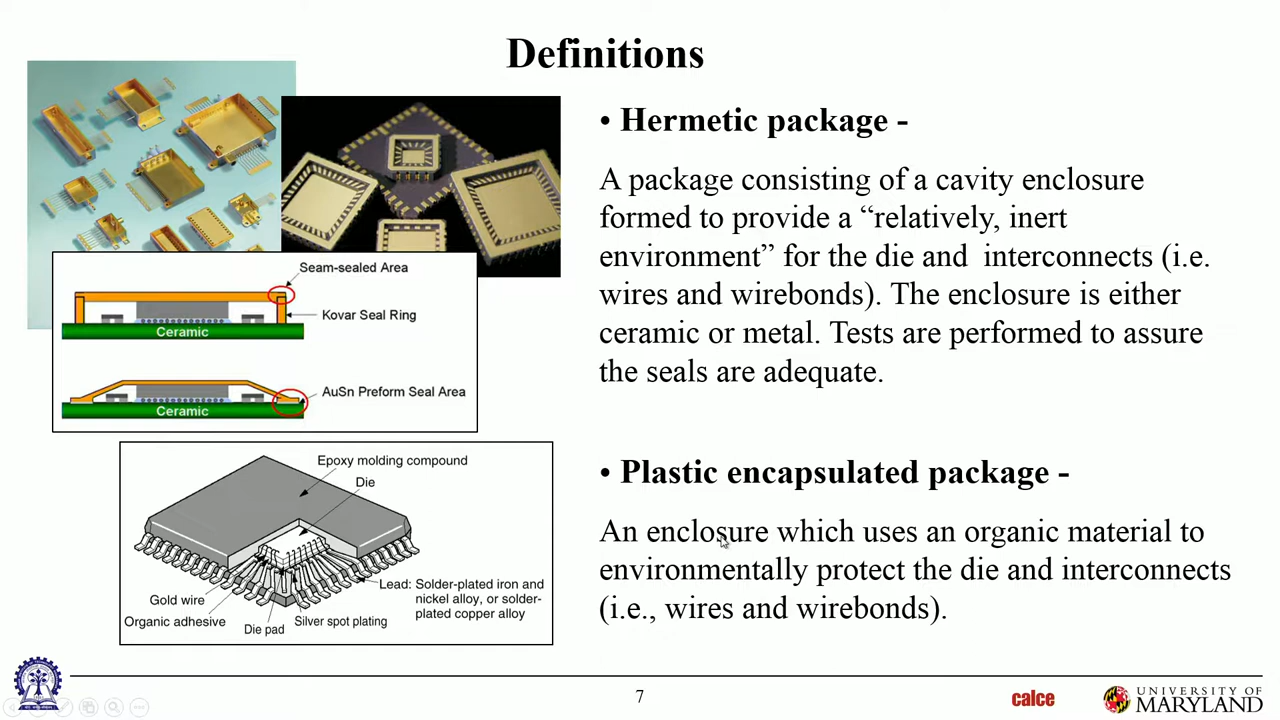 Definitions
• Hermetic package -
A package consisting of a cavity enclosure
formed to provide a “relatively, inert
environment” for the die and interconnects (i.e.
wires and wirebonds). The enclosure is either
ceramic or metal. Tests are performed to assure
the seals are adequate.
Seam-sealed Area
Kovar Seal Ring
Ceramic
AuSn Preform Seal Area
Ceramic
• Plastic encapsulated package -
An enclosure which uses an organic material to
environmentally protect the die and interconnects
(i.e., wires and wirebonds).
Epoxy molding compound
Die
Lead: Solder-plated iron and
nickel alloy, or solder-
plated copper alloy
Gold wire
Organic adhesive
Die pad
Silver spot plating
7
calce
UNIVERSITY OF
MARYLAND